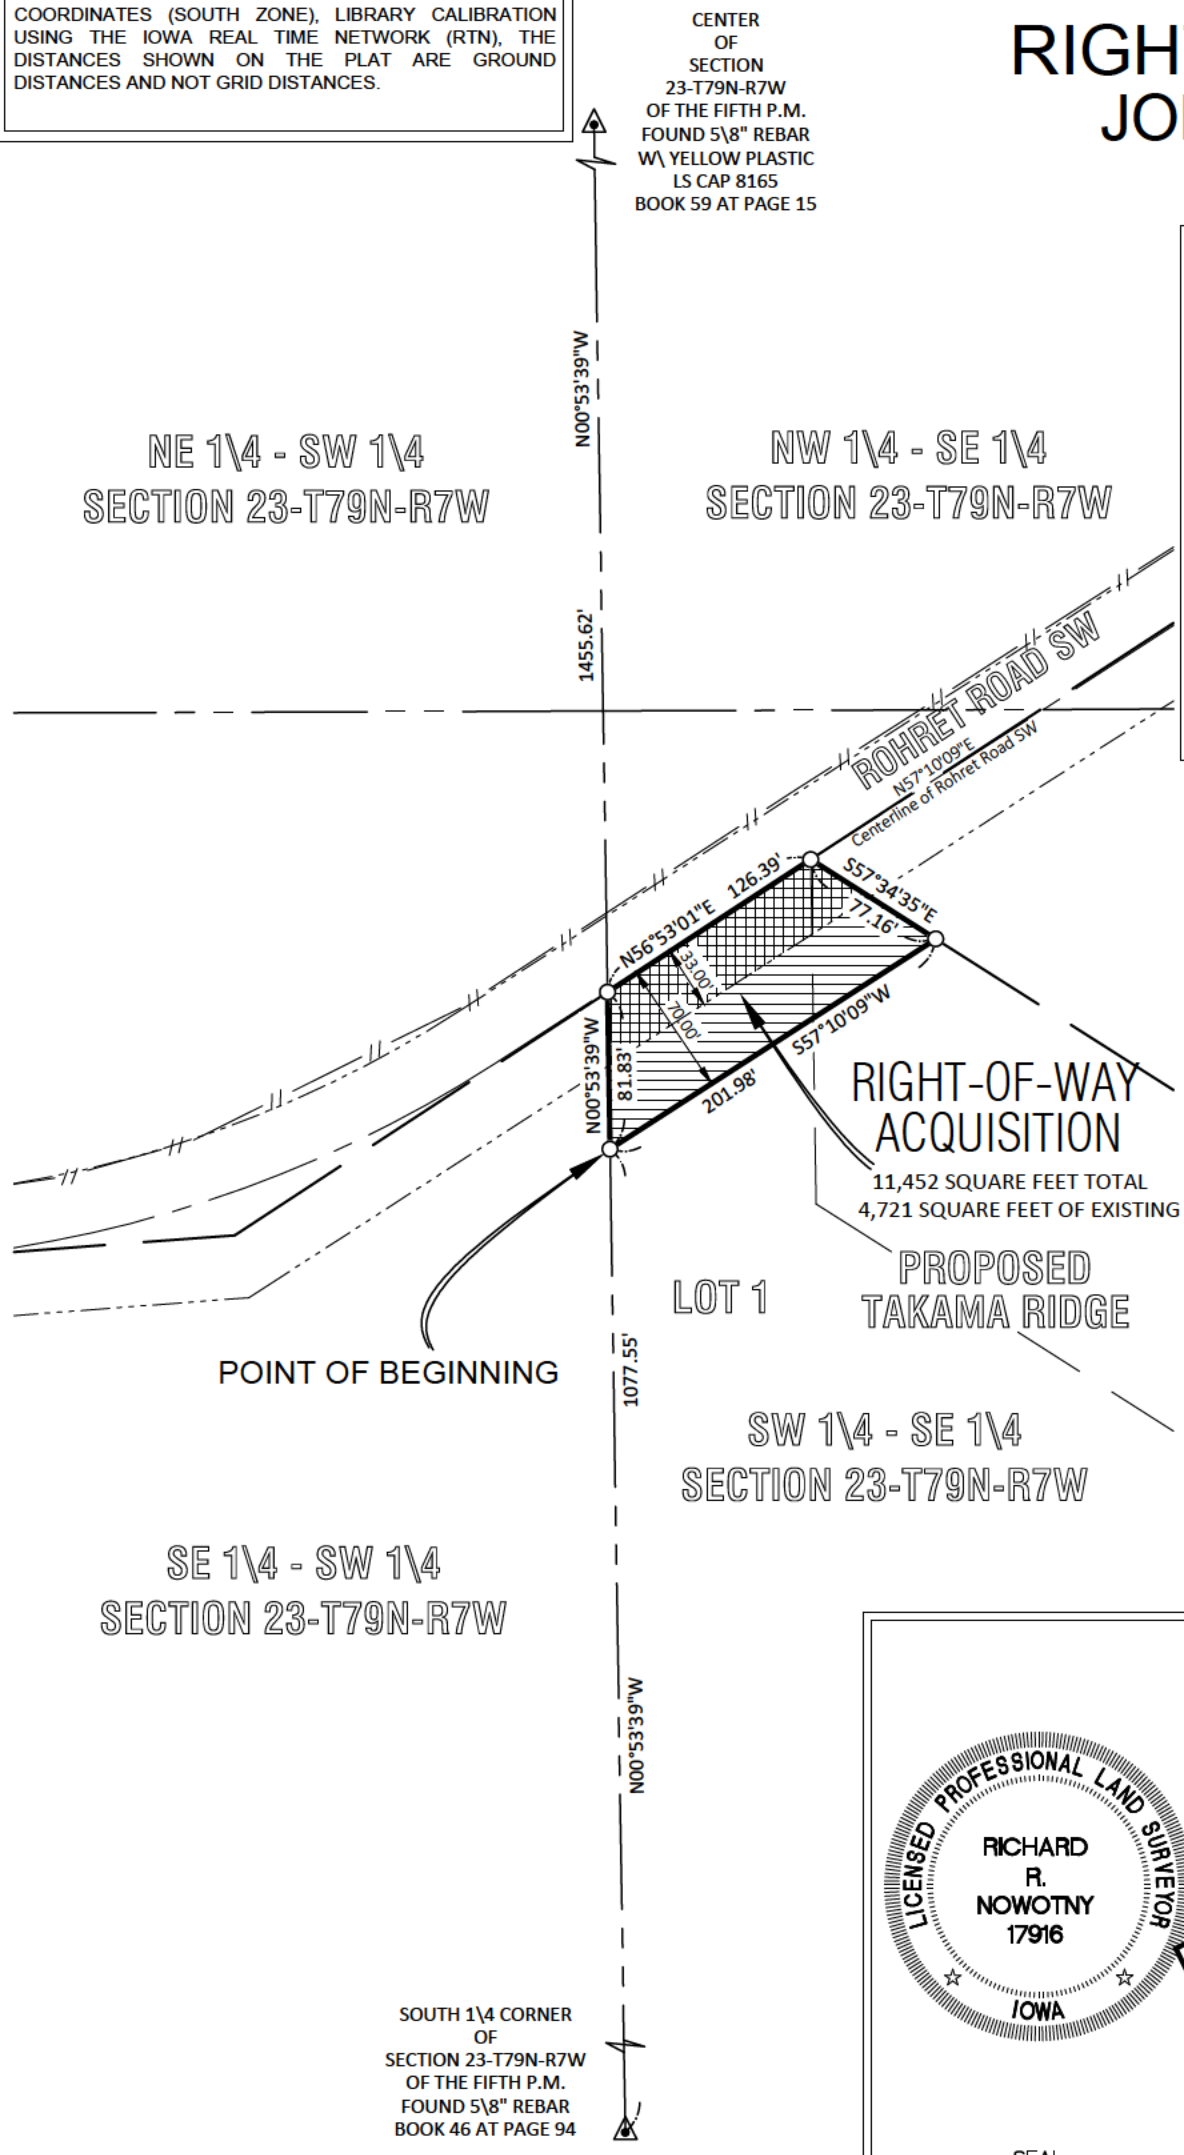 COORDINATES (SOUTH ZONE), LIBRARY CALIBRATION
USING THE IOWA REAL TIME NETWORK (RTN), THE
DISTANCES SHOWN ON THE PLAT ARE GROUND
DISTANCES AND NOT GRID DISTANCES.
CENTER
OF
SECTION
23-T79N-R7W
OF THE FIFTH P.M.
FOUND 5\8" REBAR
W\ YELLOW PLASTIC
LS CAP 8165
BOOK 59 AT PAGE 15
N00°53'39"W
NE 1\4 - SW 1\4
SECTION 23-T79N-R7W
NW 1\4 - SE 1\4
SECTION 23-T79N-R7W
1455.62'
ROHRET ROAD SW
N57°10'09"E
Centerline of Rohret Road SW
N56°53'01"E 126.39'
S57°34'35"E
77.16'
33.00'
70.00'
N00°53'39"W
81.83'
S57°10'09"W
201.98'
RIGHT-OF-WAY
ACQUISITION
11,452 SQUARE FEET TOTAL
4,721 SQUARE FEET OF EXISTING
PROPOSED
TAKAMA RIDGE
LOT 1
POINT OF BEGINNING
1077.55'
SW 1\4 - SE 1\4
SECTION 23-T79N-R7W
SE 1\4 - SW 1\4
SECTION 23-T79N-R7W
N00°53'39"W
LICENSED PROFESSIONAL LAND SURVEYOR
RICHARD
R.
NOWOTNY
17916
IOWA
SOUTH 1\4 CORNER
OF
SECTION 23-T79N-R7W
OF THE FIFTH P.M.
FOUND 5\8" REBAR
BOOK 46 AT PAGE 94